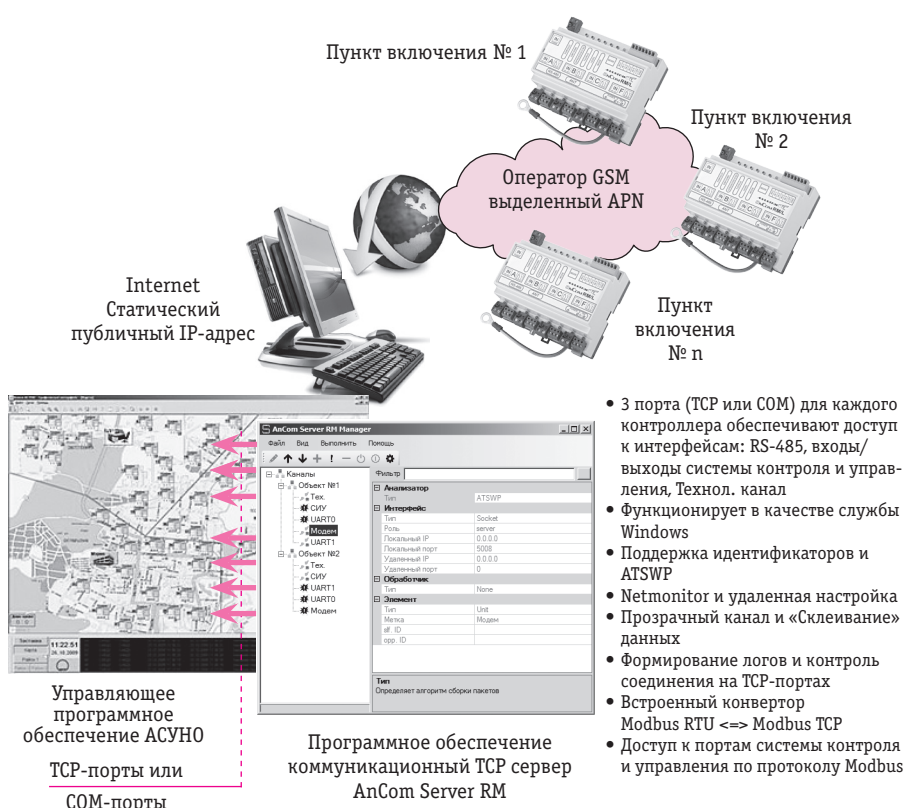 Пункт включения № 1
Пункт включения
№ 2
Оператор GSM
выделенный APN
Internet
Статический
публичный IP-адрес
Пункт
включения
№ n
AnCom Server RM Manager
Файл Вид Выполнить Помощь
Каналы
Объект №1
Тех.
СИУ
UART0
Модем
UART1
Объект №2
Тех.
СИУ
UART1
UART0
Модем
Фильтр
Анализатор
Тип ATSWP
Интерфейс
Тип Socket
Роль server
Локальный IP 0.0.0.0
Локальный порт 5008
Удаленный IP 0.0.0.0
Удаленный порт 0
Обработчик
Тип None
Элемент
Тип Unit
Метка Модем
opp. ID
Тип
Определяет алгоритм сборки пакетов
11:22:51
Карта
Управляющее
программное
обеспечение АСУНО
TCP-порты или
COM-порты
Программное обеспечение
коммуникационный TCP сервер
AnCom Server RM
• 3 порта (TCP или COM) для каждого
контроллера обеспечивают доступ
к интерфейсам: RS-485, входы/
выходы системы контроля и управ-
ления, Технол. канал
• Функционирует в качестве службы
Windows
• Поддержка идентификаторов и
ATSWP
• Netmonitor и удаленная настройка
• Прозрачный канал и «Склеивание»
данных
• Формирование логов и контроль
соединения на TCP-портах
• Встроенный конвертор
Modbus RTU <=> Modbus TCP
• Доступ к портам системы контроля
и управления по протоколу Modbus